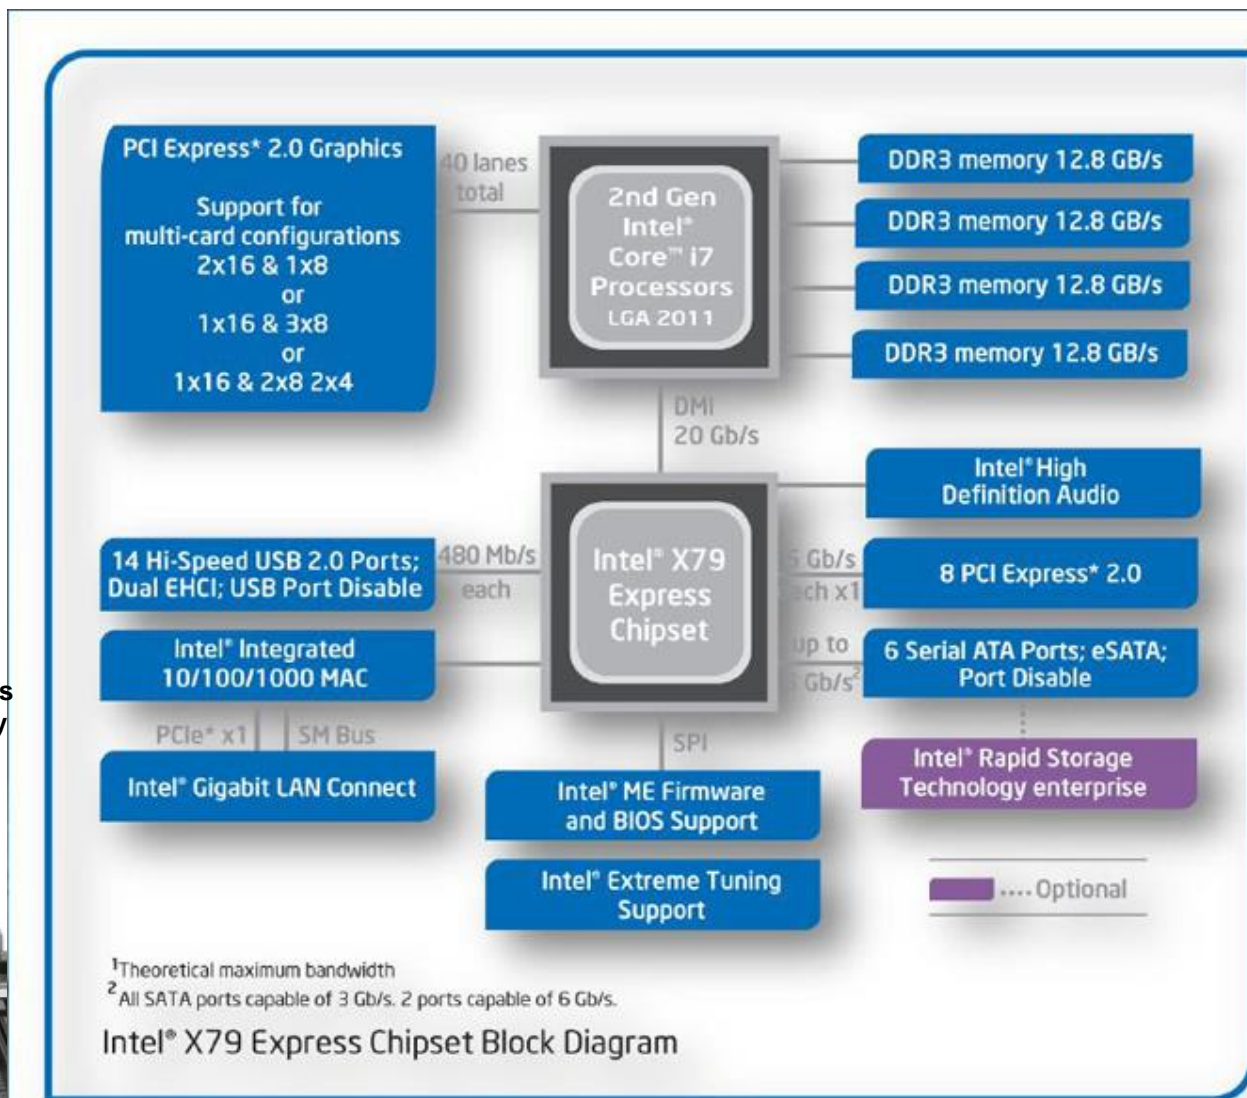 PCI Express* 2.0 Graphics
Support for
multi-card configurations
2x16 & 1x8
or
1x16 & 3x8
or
1x16 & 2x8 2x4
40 lanes
total
2nd Gen
Intel®
Core™ i7
Processors
LGA 2011
DDR3 memory 12.8 GB/s
DDR3 memory 12.8 GB/s
DDR3 memory 12.8 GB/s
DDR3 memory 12.8 GB/s
DMI
20 Gb/s
Intel® High
Definition Audio
14 Hi-Speed USB 2.0 Ports;
Dual EHCI; USB Port Disable
480 Mb/s
each
Intel® X79
Express
Chipset
Gb/s
x1
8 PCI Express* 2.0
Intel® Integrated
10/100/1000 MAC
up to
Gb/s²
6 Serial ATA Ports; eSATA;
Port Disable
s
y
PCIe* x1
SM Bus
SPI
Intel® Gigabit LAN Connect
Intel® ME Firmware
and BIOS Support
Intel® Rapid Storage
Technology enterprise
Intel® Extreme Tuning
Support
.... Optional
¹Theoretical maximum bandwidth
²All SATA ports capable of 3 Gb/s. 2 ports capable of 6 Gb/s.
Intel® X79 Express Chipset Block Diagram